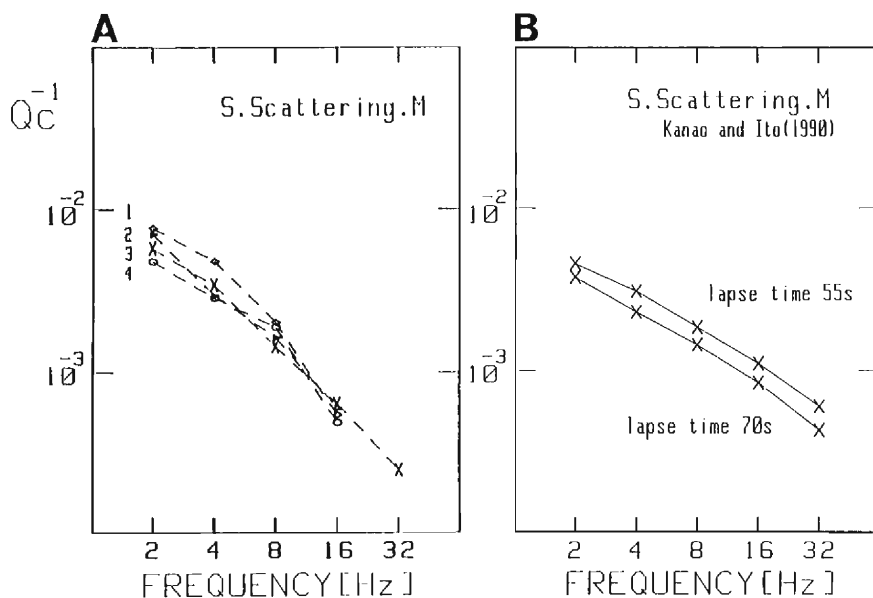 A
Qc^-1
S.Scattering.M
10^-2
10^-3
1
2
3
4
2 4 8 16 32
FREQUENCY[Hz]
B
S.Scattering.M
Kanao and Ito(1990)
10^-2
10^-3
lapse time 55s
lapse time 70s
2 4 8 16 32
FREQUENCY[Hz]